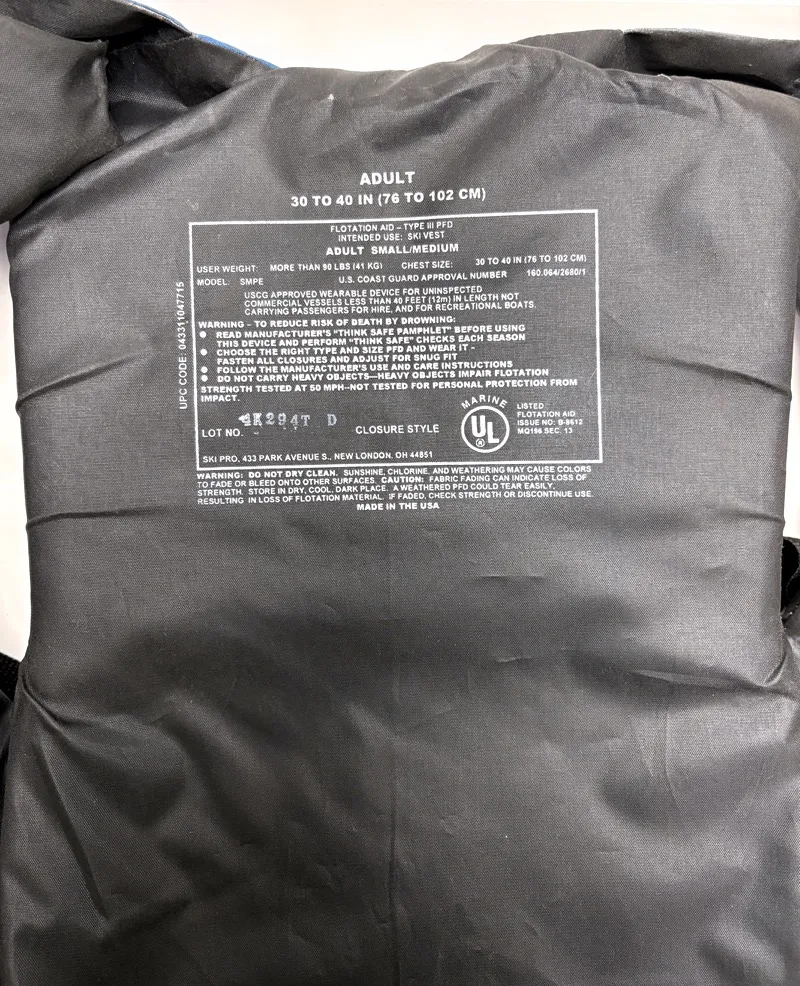 ADULT
30 TO 40 IN (76 TO 102 CM)
FLOTATION AID – TYPE III PFD
INTENDED USE: SKI VEST
ADULT SMALL/MEDIUM
USER WEIGHT: MORE THAN 90 LBS (41 KG) CHEST SIZE: 30 TO 40 IN (76 TO 102 CM)
MODEL SMPE U.S. COAST GUARD APPROVAL NUMBER 160.064/2680/1
USCG APPROVED WEARABLE DEVICE FOR UNINSPECTED
COMMERCIAL VESSELS LESS THAN 40 FEET (12m) IN LENGTH NOT
CARRYING PASSENGERS FOR HIRE, AND FOR RECREATIONAL BOATS.
WARNING – TO REDUCE RISK OF DEATH BY DROWNING:
● READ MANUFACTURER'S "THINK SAFE PAMPHLET" BEFORE USING
THIS DEVICE AND PERFORM "THINK SAFE" CHECKS EACH SEASON
● CHOOSE THE RIGHT TYPE AND SIZE PFD AND WEAR IT –
FASTEN ALL CLOSURES AND ADJUST FOR SNUG FIT
● FOLLOW THE MANUFACTURER'S USE AND CARE INSTRUCTIONS
● DO NOT CARRY HEAVY OBJECTS—HEAVY OBJECTS IMPAIR FLOTATION
STRENGTH TESTED AT 50 MPH–NOT TESTED FOR PERSONAL PROTECTION FROM
IMPACT.
LOT NO. 4K294T D CLOSURE STYLE
MARINE
UL
®
LISTED
FLOTATION AID
ISSUE NO: B-8612
MQ196 SEC. 13
SKI PRO, 433 PARK AVENUE S., NEW LONDON, OH 44851
UPC CODE: 043311047715
WARNING: DO NOT DRY CLEAN. SUNSHINE, CHLORINE, AND WEATHERING MAY CAUSE COLORS
TO FADE OR BLEED ONTO OTHER SURFACES. CAUTION: FABRIC FADING CAN INDICATE LOSS OF
STRENGTH. STORE IN DRY, COOL, DARK PLACE. A WEATHERED PFD COULD TEAR EASILY,
RESULTING IN LOSS OF FLOTATION MATERIAL. IF FADED, CHECK STRENGTH OR DISCONTINUE USE.
MADE IN THE USA